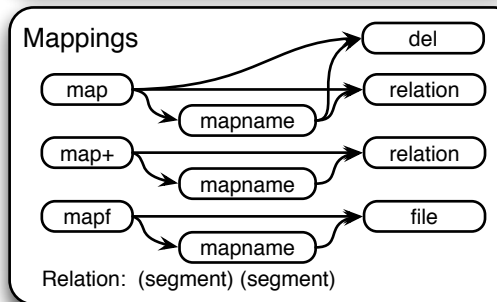 Mappings
del
map
relation
mapname
map+
relation
mapname
mapf
file
mapname
Relation: (segment) (segment)